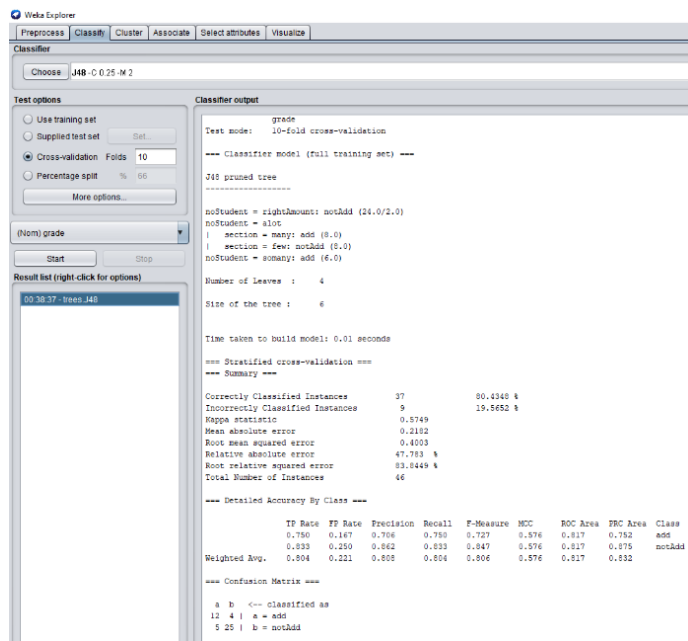 Weka Explorer
Preprocess Classify Cluster Associate Select attributes Visualize
Classifier
Choose J48 -C 0.25 -M 2
Test options
Use training set
Supplied test set Set...
Cross-validation Folds 10
Percentage split % 66
More options...
(Nom) grade
Start Stop
Result list (right-click for options)
00:38:37 - trees.J48
Classifier output
grade
Test mode: 10-fold cross-validation
=== Classifier model (full training set) ===
J48 pruned tree
------------------
noStudent = rightAmount: notAdd (24.0/2.0)
noStudent = alot
| section = many: add (8.0)
| section = few: notAdd (8.0)
noStudent = somany: add (6.0)
Number of Leaves : 4
Size of the tree : 6
Time taken to build model: 0.01 seconds
=== Stratified cross-validation ===
=== Summary ===
Correctly Classified Instances 37 80.4348 %
Incorrectly Classified Instances 9 19.5652 %
Kappa statistic 0.5749
Mean absolute error 0.2182
Root mean squared error 0.4003
Relative absolute error 47.783 %
Root relative squared error 83.8449 %
Total Number of Instances 46
=== Detailed Accuracy By Class ===
TP Rate FP Rate Precision Recall F-Measure MCC ROC Area PRC Area Class
0.750 0.167 0.706 0.750 0.727 0.576 0.817 0.752 add
0.833 0.250 0.862 0.833 0.847 0.576 0.817 0.875 notAdd
Weighted Avg. 0.804 0.221 0.808 0.804 0.806 0.576 0.817 0.832
=== Confusion Matrix ===
a b <-- classified as
12 4 | a = add
5 25 | b = notAdd